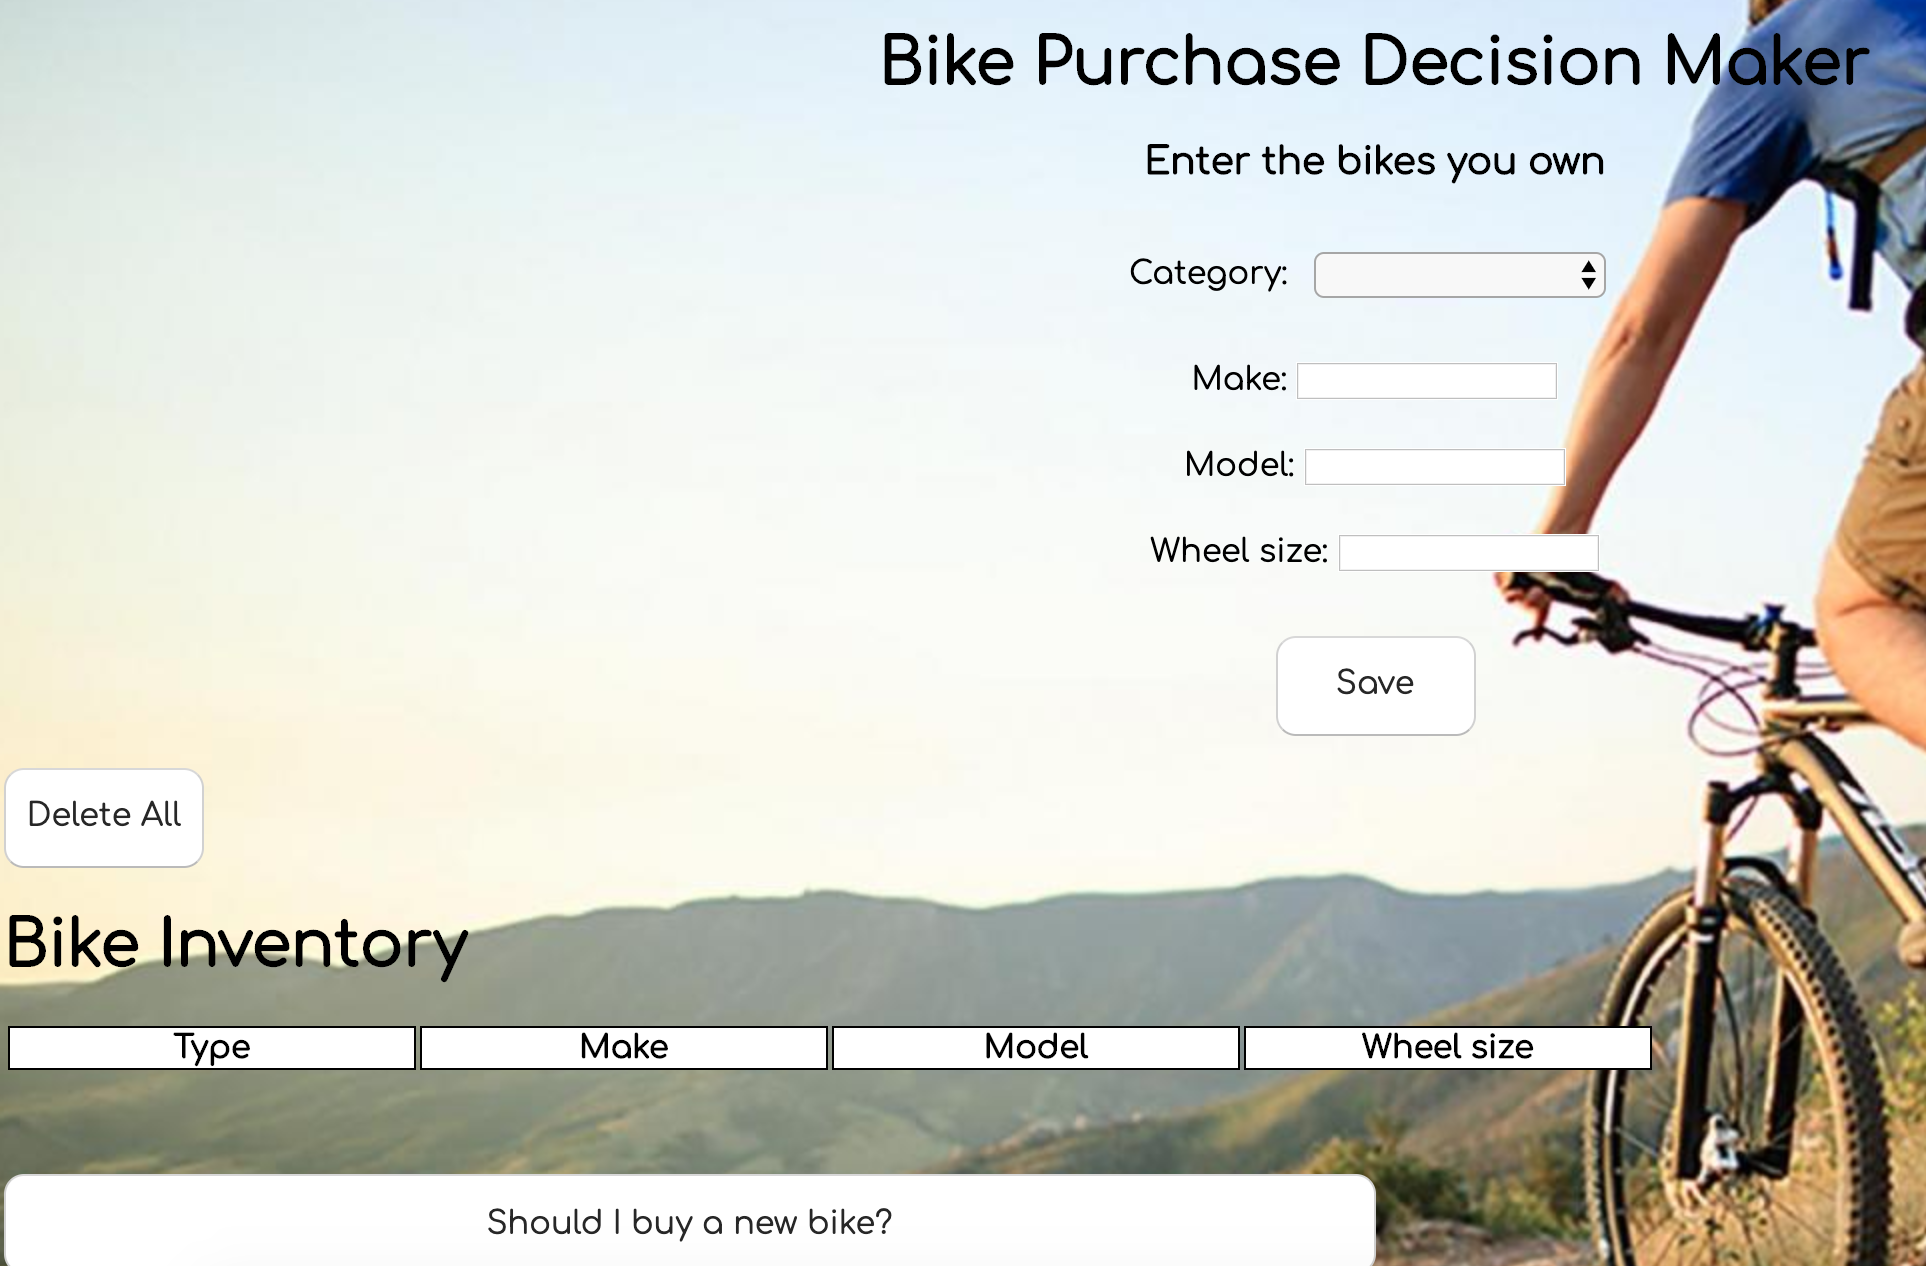 Bike Purchase Decision Maker
Enter the bikes you own
Category:
Make:
Model:
Wheel size:
Save
Delete All
Bike Inventory
Type Make Model Wheel size
Should I buy a new bike?